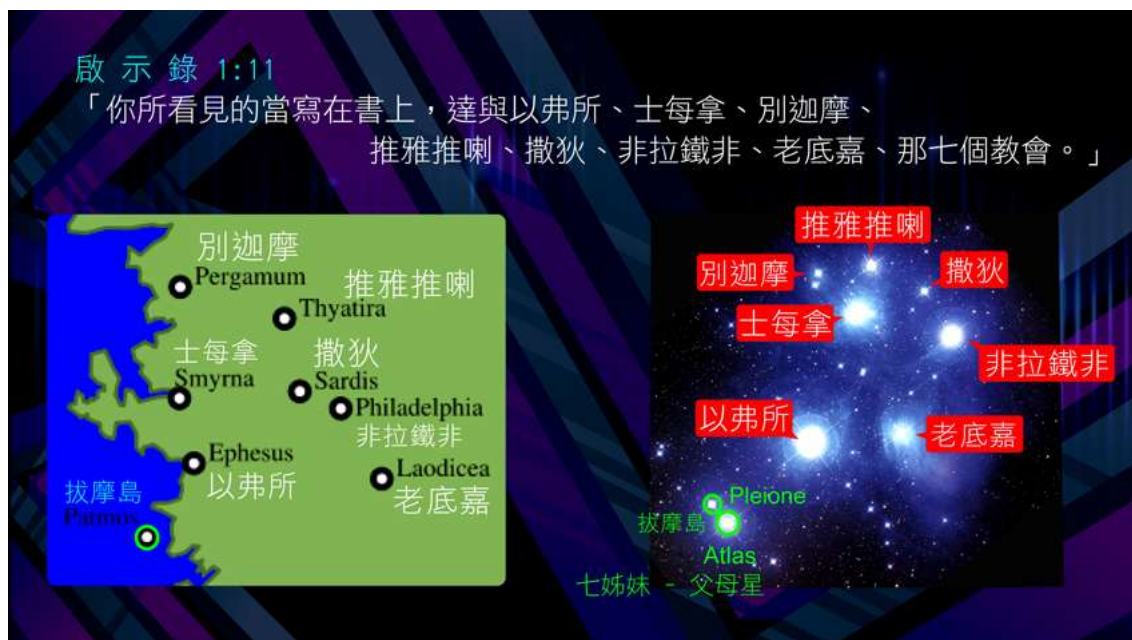 啟 示 錄 1:11
「你所看見的當寫在書上，達與以弗所、士每拿、別迦摩、
推雅推喇、撒狄、非拉鐵非、老底嘉、那七個教會。」
別迦摩
Pergamum
推雅推喇
Thyatira
士每拿
Smyrna
撒狄
Sardis
Philadelphia
非拉鐵非
Ephesus
以弗所
Laodicea
老底嘉
拔摩島
Patmos
推雅推喇
別迦摩
撒狄
士每拿
非拉鐵非
以弗所
老底嘉
Pleione
拔摩島
Atlas
七姊妹 - 父母星